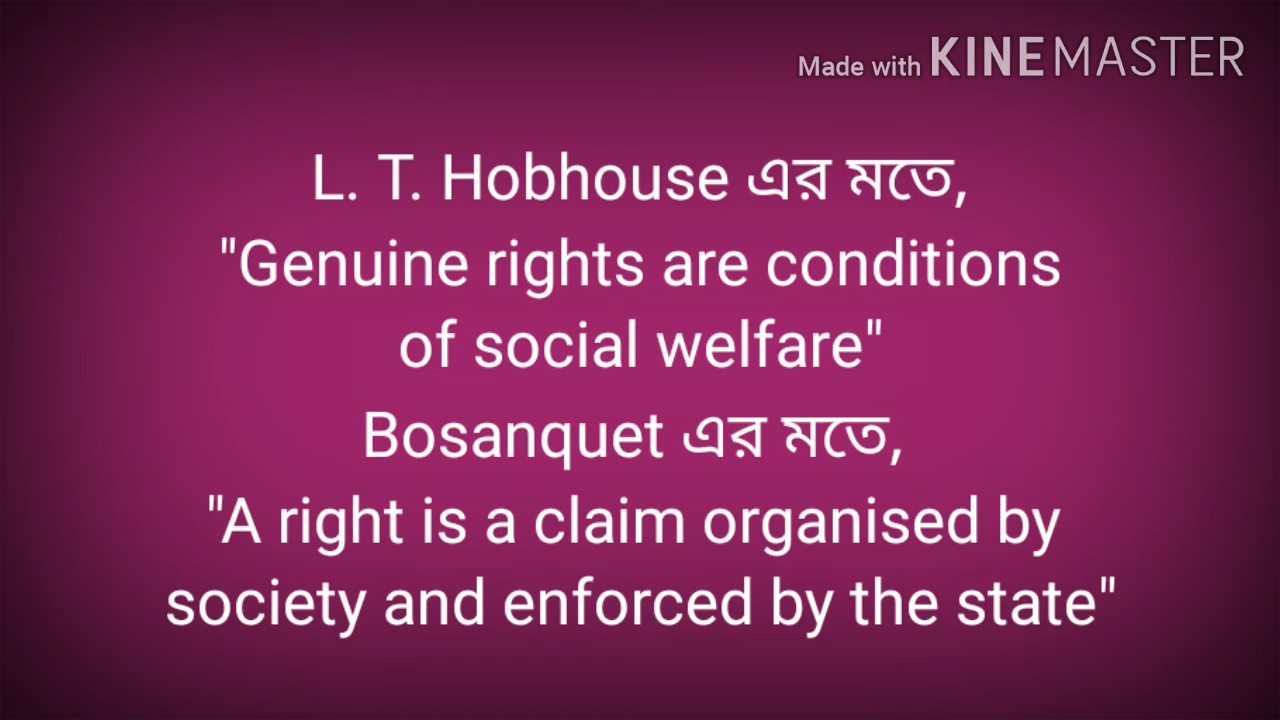 Made with KINEMASTER
L. T. Hobhouse এর মতে,
"Genuine rights are conditions
of social welfare"
Bosanquet এর মতে,
"A right is a claim organised by
society and enforced by the state"